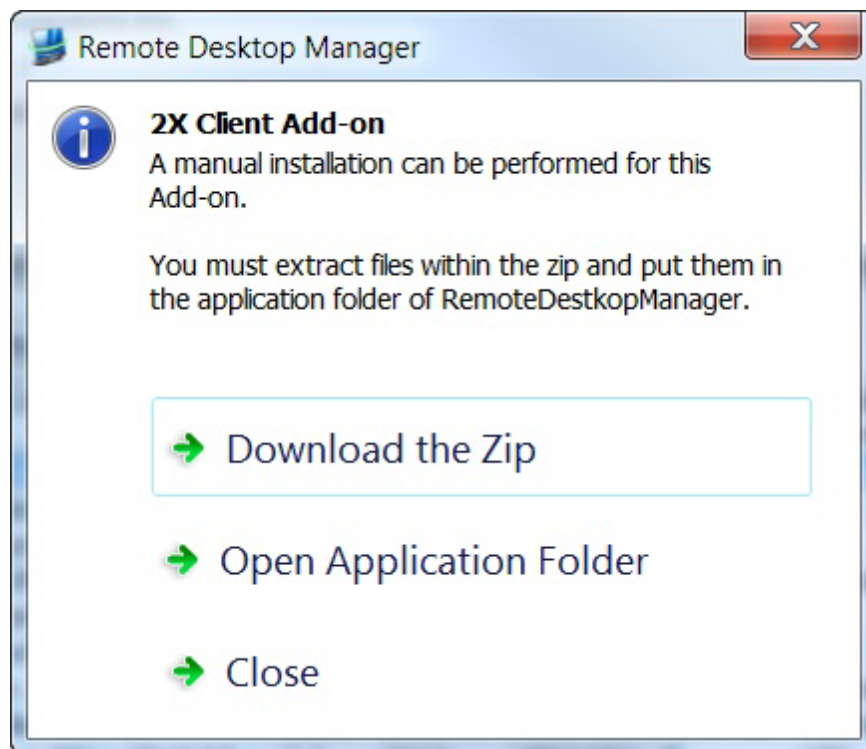 Remote Desktop Manager
2X Client Add-on
A manual installation can be performed for this
Add-on.
You must extract files within the zip and put them in
the application folder of RemoteDestkopManager.
Download the Zip
Open Application Folder
Close